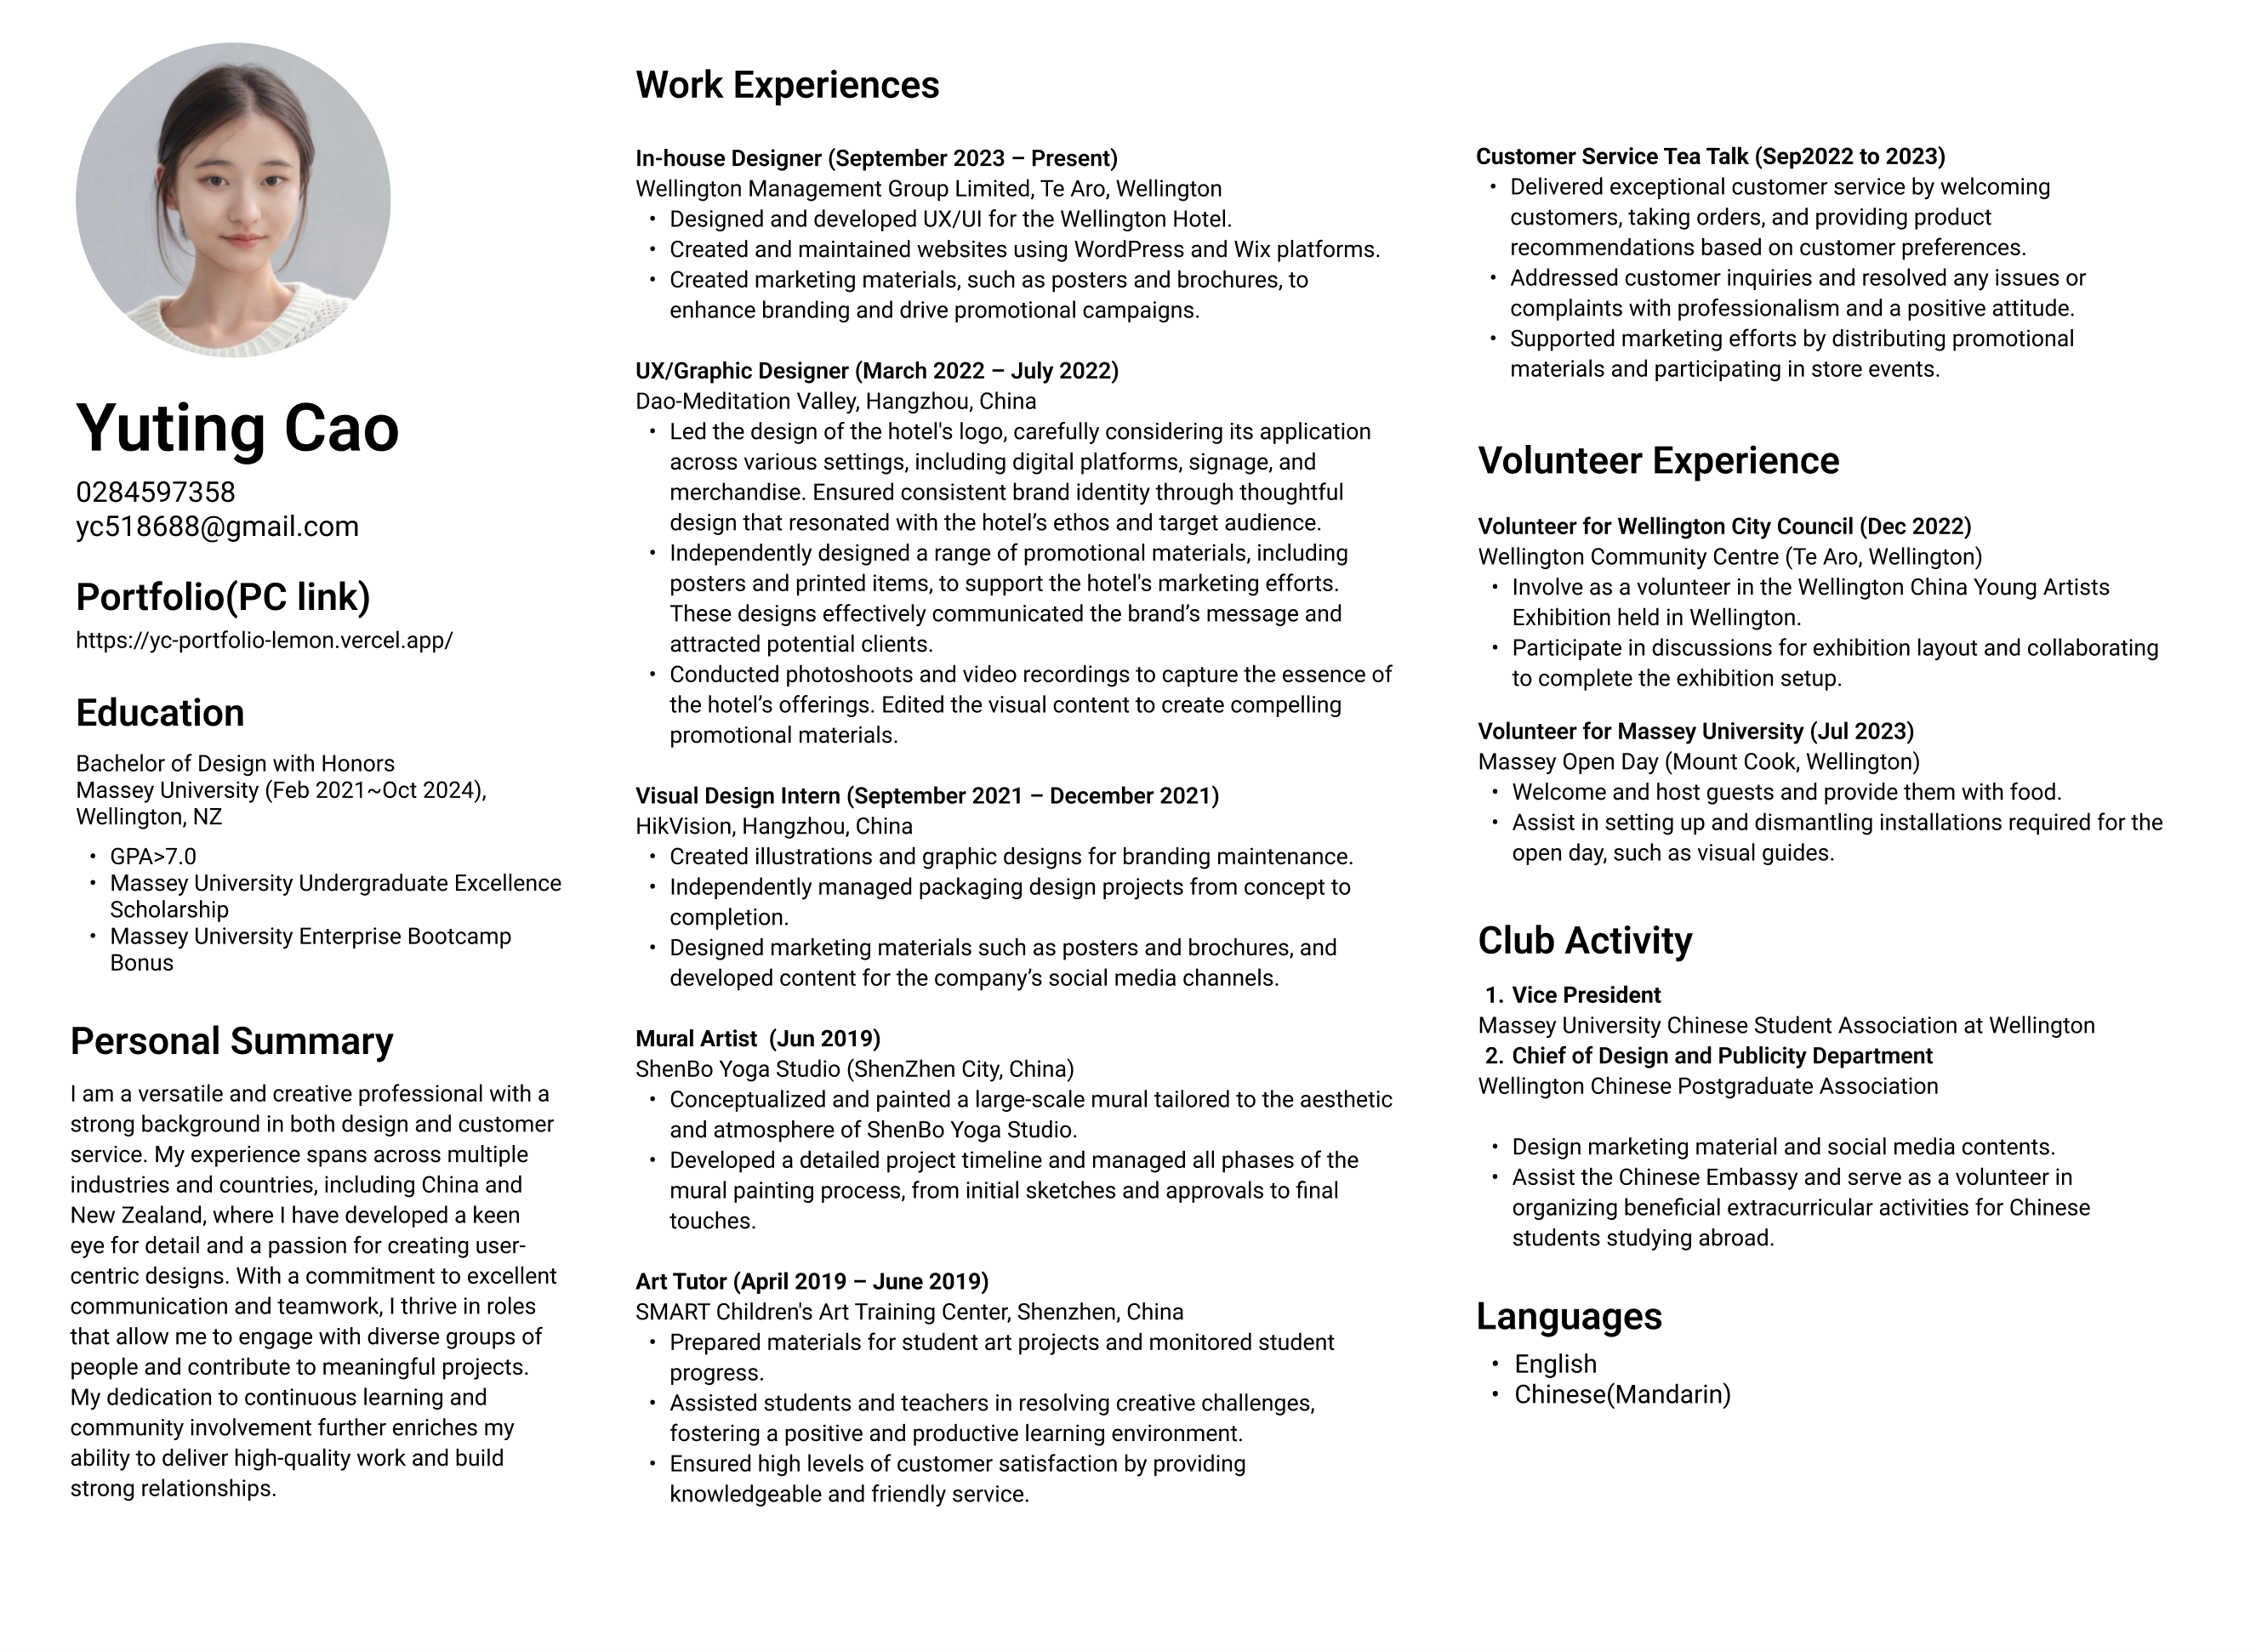 Yuting Cao
0284597358
yc518688@gmail.com
Portfolio(PC link)
https://yc-portfolio-lemon.vercel.app/
Education
Bachelor of Design with Honors
Massey University (Feb 2021~Oct 2024),
Wellington, NZ
• GPA>7.0
• Massey University Undergraduate Excellence
Scholarship
• Massey University Enterprise Bootcamp
Bonus
Personal Summary
I am a versatile and creative professional with a
strong background in both design and customer
service. My experience spans across multiple
industries and countries, including China and
New Zealand, where I have developed a keen
eye for detail and a passion for creating user-
centric designs. With a commitment to excellent
communication and teamwork, I thrive in roles
that allow me to engage with diverse groups of
people and contribute to meaningful projects.
My dedication to continuous learning and
community involvement further enriches my
ability to deliver high-quality work and build
strong relationships.
Work Experiences
In-house Designer (September 2023 – Present)
Wellington Management Group Limited, Te Aro, Wellington
• Designed and developed UX/UI for the Wellington Hotel.
• Created and maintained websites using WordPress and Wix platforms.
• Created marketing materials, such as posters and brochures, to
enhance branding and drive promotional campaigns.
UX/Graphic Designer (March 2022 – July 2022)
Dao-Meditation Valley, Hangzhou, China
• Led the design of the hotel's logo, carefully considering its application
across various settings, including digital platforms, signage, and
merchandise. Ensured consistent brand identity through thoughtful
design that resonated with the hotel’s ethos and target audience.
• Independently designed a range of promotional materials, including
posters and printed items, to support the hotel's marketing efforts.
These designs effectively communicated the brand’s message and
attracted potential clients.
• Conducted photoshoots and video recordings to capture the essence of
the hotel’s offerings. Edited the visual content to create compelling
promotional materials.
Visual Design Intern (September 2021 – December 2021)
HikVision, Hangzhou, China
• Created illustrations and graphic designs for branding maintenance.
• Independently managed packaging design projects from concept to
completion.
• Designed marketing materials such as posters and brochures, and
developed content for the company’s social media channels.
Mural Artist  (Jun 2019)
ShenBo Yoga Studio (ShenZhen City, China)
• Conceptualized and painted a large-scale mural tailored to the aesthetic
and atmosphere of ShenBo Yoga Studio.
• Developed a detailed project timeline and managed all phases of the
mural painting process, from initial sketches and approvals to final
touches.
Art Tutor (April 2019 – June 2019)
SMART Children's Art Training Center, Shenzhen, China
• Prepared materials for student art projects and monitored student
progress.
• Assisted students and teachers in resolving creative challenges,
fostering a positive and productive learning environment.
• Ensured high levels of customer satisfaction by providing
knowledgeable and friendly service.
Customer Service Tea Talk (Sep2022 to 2023)
• Delivered exceptional customer service by welcoming
customers, taking orders, and providing product
recommendations based on customer preferences.
• Addressed customer inquiries and resolved any issues or
complaints with professionalism and a positive attitude.
• Supported marketing efforts by distributing promotional
materials and participating in store events.
Volunteer Experience
Volunteer for Wellington City Council (Dec 2022)
Wellington Community Centre (Te Aro, Wellington)
• Involve as a volunteer in the Wellington China Young Artists
Exhibition held in Wellington.
• Participate in discussions for exhibition layout and collaborating
to complete the exhibition setup.
Volunteer for Massey University (Jul 2023)
Massey Open Day (Mount Cook, Wellington)
• Welcome and host guests and provide them with food.
• Assist in setting up and dismantling installations required for the
open day, such as visual guides.
Club Activity
1. Vice President
Massey University Chinese Student Association at Wellington
2. Chief of Design and Publicity Department
Wellington Chinese Postgraduate Association
• Design marketing material and social media contents.
• Assist the Chinese Embassy and serve as a volunteer in
organizing beneficial extracurricular activities for Chinese
students studying abroad.
Languages
• English
• Chinese(Mandarin)